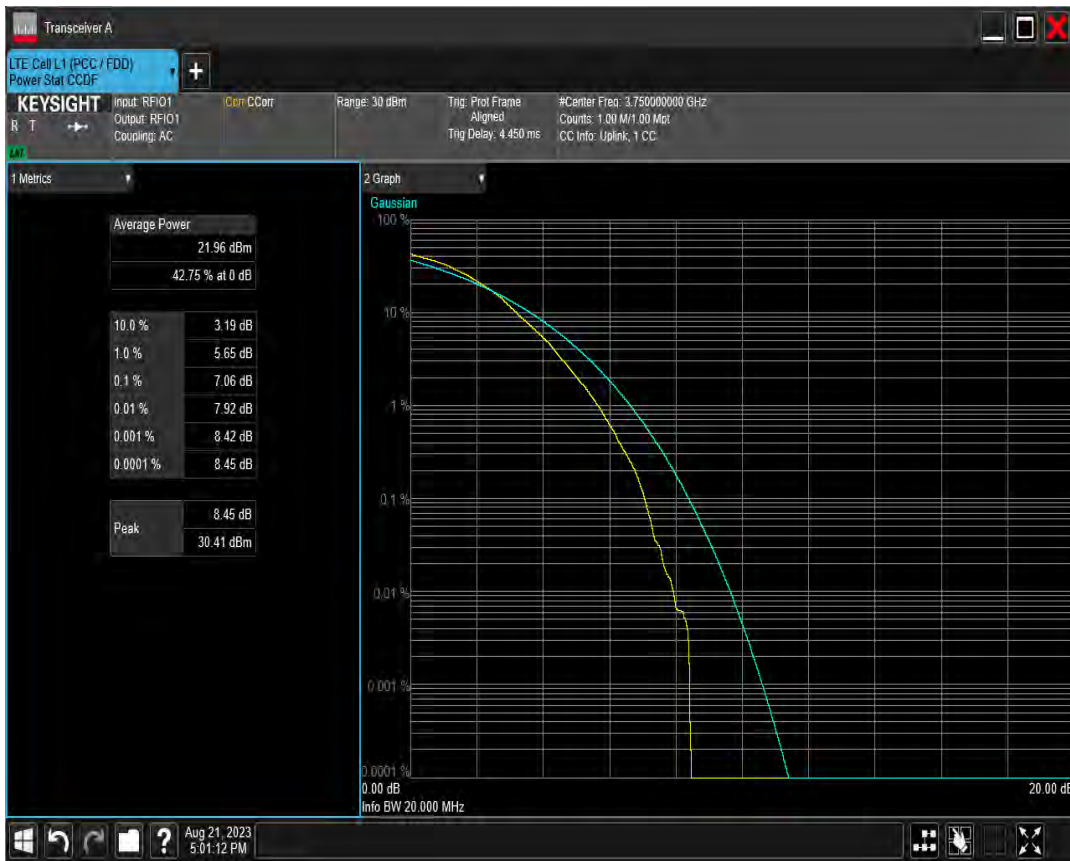 Transceiver A
LTE Cell L1 (PCC / FDD)
Power Stat CCDF
KEYSIGHT
R T
LXI
Input: RFIO1
Output: RFIO1
Coupling: AC
Corr CCorr
Range: 30 dBm
Trig: Prot Frame
Aligned
Trig Delay: 4.450 ms
#Center Freq: 3.750000000 GHz
Counts: 1.00 M/1.00 Mpt
CC Info: Uplink, 1 CC
1 Metrics
Average Power
21.96 dBm
42.75 % at 0 dB
10.0 % 3.19 dB
1.0 % 5.65 dB
0.1 % 7.06 dB
0.01 % 7.92 dB
0.001 % 8.42 dB
0.0001 % 8.45 dB
Peak
8.45 dB
30.41 dBm
2 Graph
Gaussian
100 %
10 %
1 %
0.1 %
0.01 %
0.001 %
0.0001 %
0.00 dB
20.00 dB
Info BW 20.000 MHz
?
Aug 21, 2023
5:01:12 PM